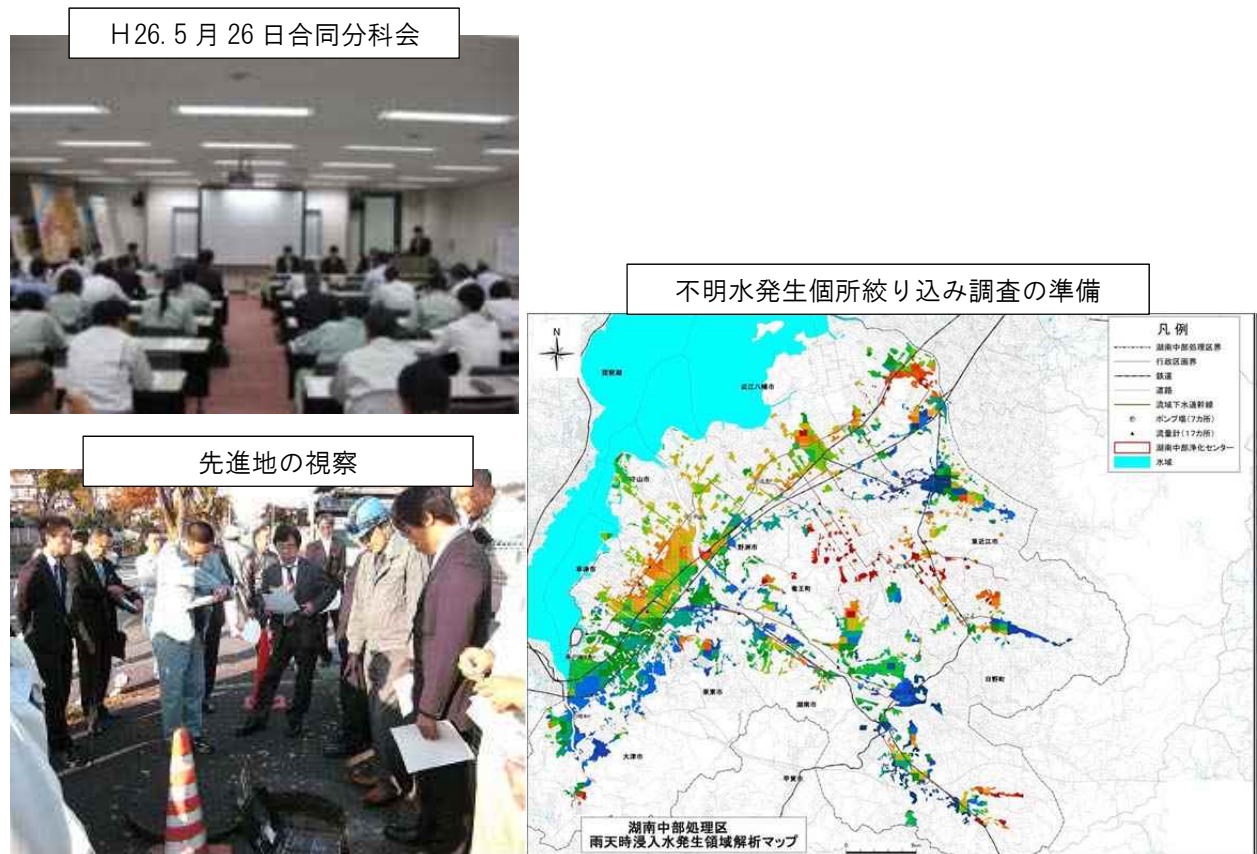 H26.5月26日合同分科会
先進地の視察
不明水発生個所絞り込み調査の準備
N
凡例
湖南中部処理区界
行政区画界
鉄道
道路
流域下水道幹線
ポンプ場(7カ所)
流量計(17カ所)
湖南中部浄化センター
水域
琵琶湖
近江八幡市
守山市
野洲市
東近江市
草津市
竜王町
日野町
栗東市
湖南市
大津市
甲賀市
湖南中部処理区
雨天時浸入水発生領域解析マップ